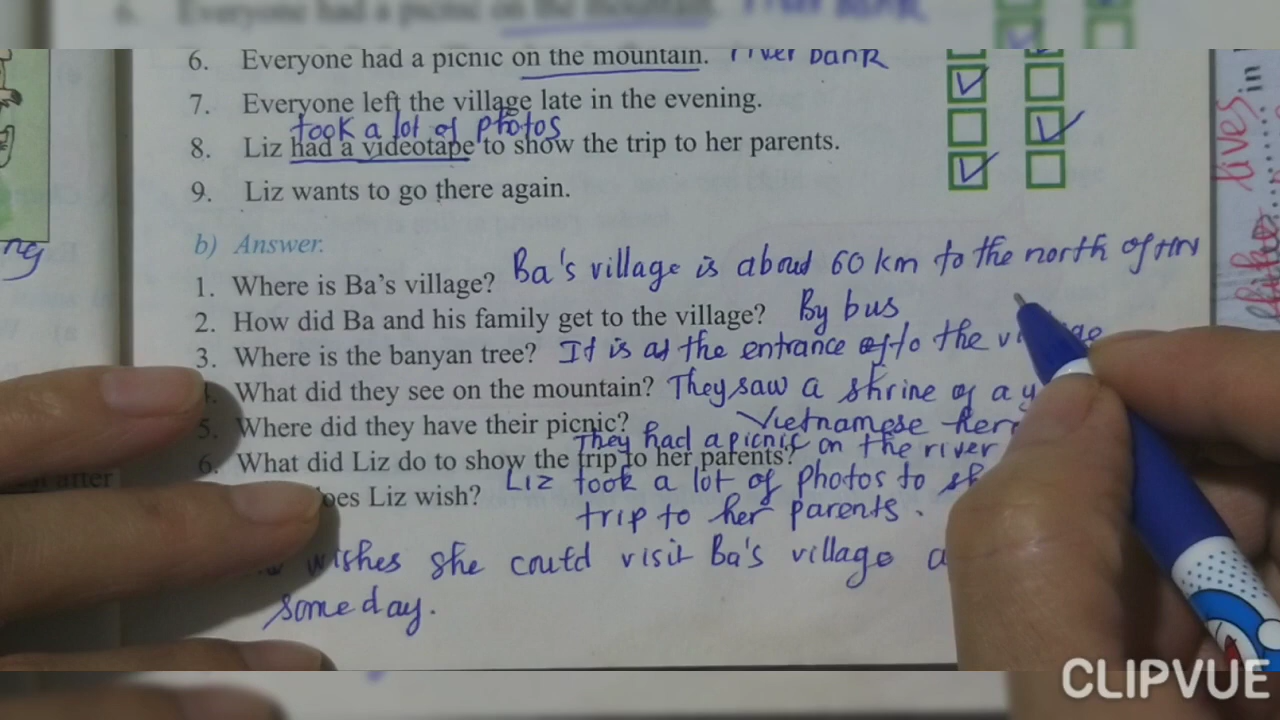 6. Everyone had a picnic on the mountain. river bank
7. Everyone left the village late in the evening.
took a lot of photos
8. Liz had a videotape to show the trip to her parents.
9. Liz wants to go there again.
b) Answer.
1. Where is Ba's village? Ba's village is about 60 km to the north of HN
2. How did Ba and his family get to the village? By bus
3. Where is the banyan tree? It is at the entrance to the village
What did they see on the mountain? They saw a shrine of a
Vietnamese
5. Where did they have their picnic? They had a picnic on the river
6. What did Liz do to show the trip to her parents?
Liz wish? Liz took a lot of photos to
trip to her parents.
wishes she could visit Ba's village
someday.
lives
in
after
CLIPVUE